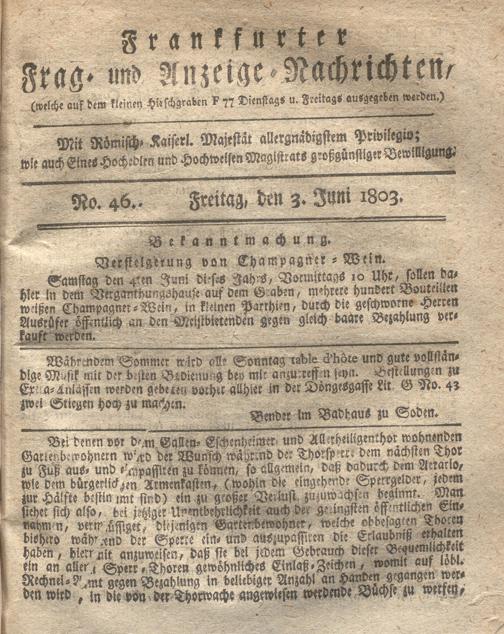 Frankfurter
Frag- und Anzeige-Nachrichten,
(welche auf dem kleinen Hirschgraben F 77 Dienstags u. Freitags ausgegeben werden.)
Mit Römisch-Kaiserl. Majestät allergnädigstem Privilegio;
wie auch Eines Hochedlen und Hochweisen Magistrats großgünstiger Bewilligung.
No. 46. Freitag, den 3. Juni 1803.
Bekanntmachung.
Versteigerung von Champagner-Wein.
Samstag den 4ten Juni dieses Jahrs, Vormittags 10 Uhr, sollen da-
hier in dem Verganthungshause auf dem Graben, mehrere hundert Bouteillen
weißen Champagner-Wein, in kleinen Parthien, durch die geschworne Herren
Ausrüfer öffentlich an den Meistbietenden gegen gleich baare Bezahlung ver-
kauft werden.
Währendem Sommer wird alle Sonntag table d'hôte und gute vollstän-
dige Musik mit der besten Bedienung bey mir anzutreffen seyn. Bestellungen zu
Extra-Anlässen werden gebeten vorher allhier in der Döngesgasse Lit. G No. 43
zwei Stiegen hoch zu machen.
Bender im Badhaus zu Soden.
Bei denen vor dem Gallen- Eschenheimer- und Allerheiligenthor wohnenden
Gartenbewohnern wird der Wunsch während der Thorsperre dem nächsten Thor
zu Fuß aus- und einpassiren zu können, so allgemein, daß dadurch dem Aerario,
wie dem bürgerlichen Armenkasten, (wohin die eingehende Sperrgelder, jedem
zur Hälfte bestimmt sind) ein zu großer Verlust zuzuwachsen beginnt. Man
siehet sich also, bei jetziger Unentbehrlichkeit auch der geringsten öffentlichen Ein-
nahmen, vermüssiget, diejenigen Gartenbewohner, welche obbesagten Thoren
bishero während der Sperre ein- und auszupassiren die Erlaubniß erhalten
haben, hiermit anzuweisen, daß sie bei jedem Gebrauch dieser Bequemlichkeit
ein an aller Sperr-Thoren gewöhnliches Einlaß-Zeichen, womit auf löbl.
Rechnei-Amt gegen Bezahlung in beliebiger Anzahl an Handen gegangen wer-
den wird, in die von der Thorwache angewiesen werdende Büchse zu werfen,